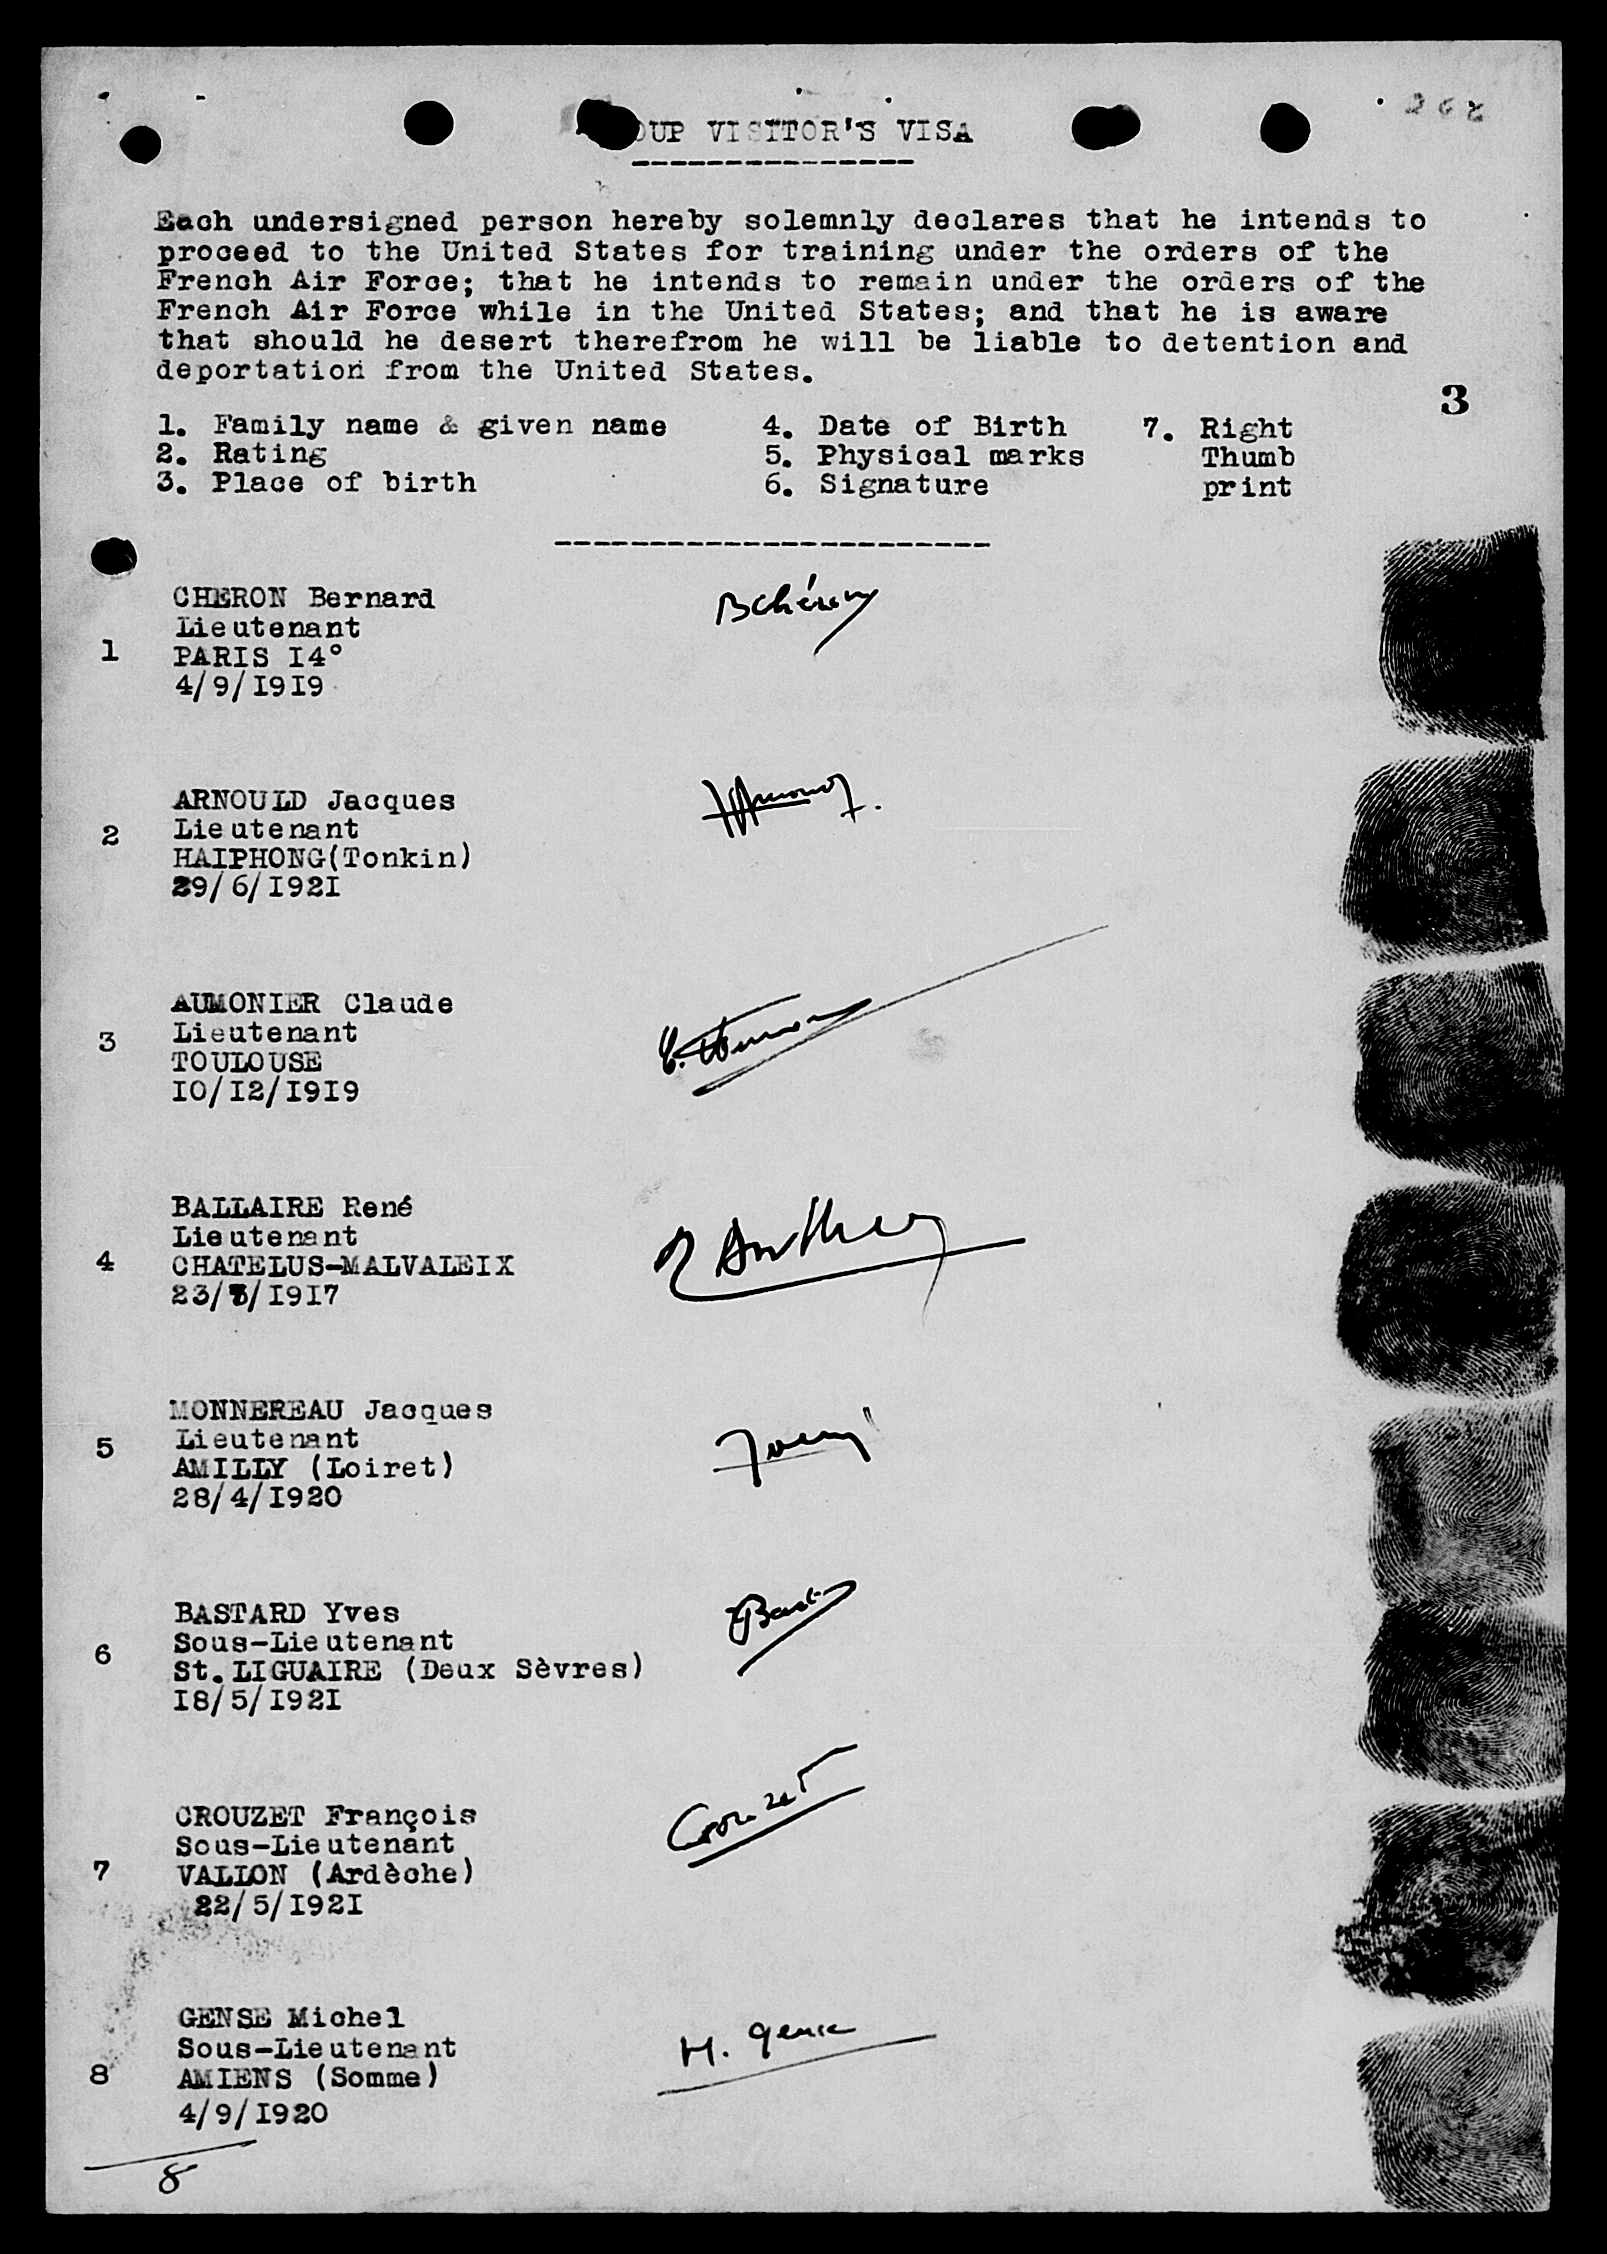 268
OUP VISITOR'S VISA
Each undersigned person hereby solemnly declares that he intends to
proceed to the United States for training under the orders of the
French Air Force; that he intends to remain under the orders of the
French Air Force while in the United States; and that he is aware
that should he desert therefrom he will be liable to detention and
deportation from the United States.
3
1. Family name & given name 4. Date of Birth 7. Right
2. Rating 5. Physical marks Thumb
3. Place of birth 6. Signature print
CHERON Bernard BChéron
Lieutenant
1 PARIS I4°
4/9/I9I9
ARNOULD Jacques
2 Lieutenant
HAIPHONG(Tonkin)
29/6/I92I
AUMONIER Claude
3 Lieutenant
TOULOUSE
I0/I2/I9I9
BALLAIRE René
Lieutenant
4 CHATELUS-MALVALEIX
23/3/I9I7
MONNEREAU Jacques
5 Lieutenant
AMILLY (Loiret)
28/4/I920
BASTARD Yves
Sous-Lieutenant
6 St.LIGUAIRE (Deux Sèvres)
I8/5/I92I
CROUZET François Crouzet
Sous-Lieutenant
7 VALLON (Ardèche)
22/5/I92I
GENSE Michel M. Gense
Sous-Lieutenant
8 AMIENS (Somme)
4/9/I920
8